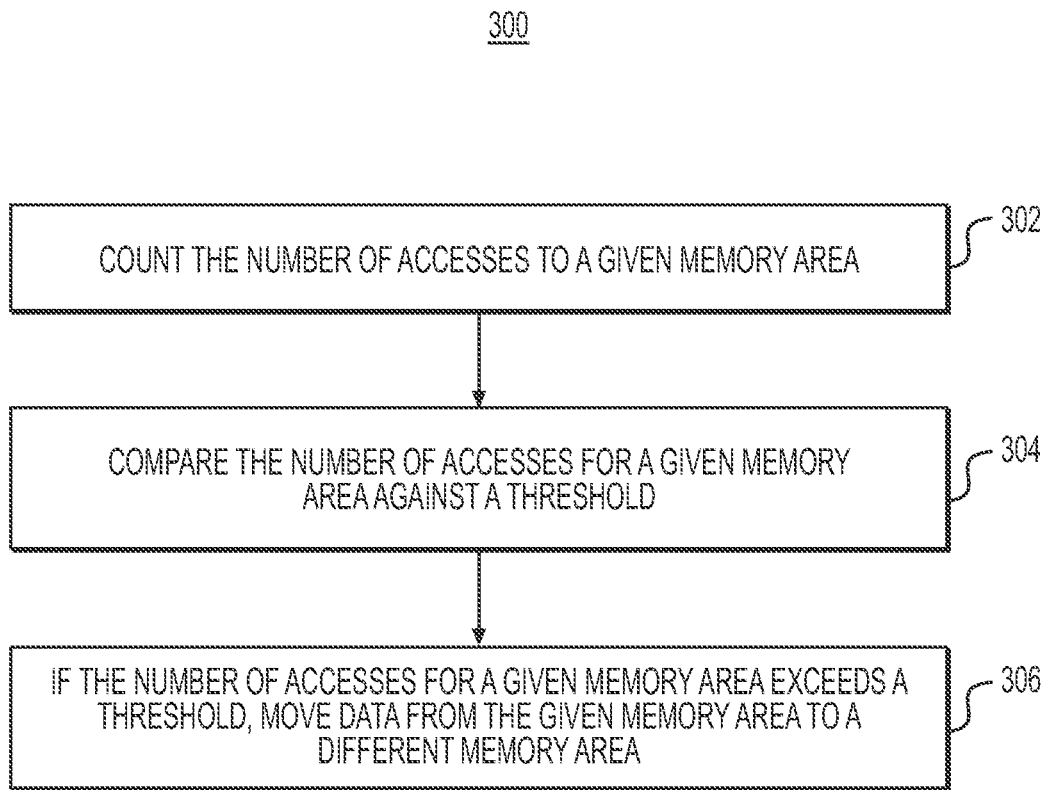 300
COUNT THE NUMBER OF ACCESSES TO A GIVEN MEMORY AREA
302
COMPARE THE NUMBER OF ACCESSES FOR A GIVEN MEMORY
AREA AGAINST A THRESHOLD
304
IF THE NUMBER OF ACCESSES FOR A GIVEN MEMORY AREA EXCEEDS A
THRESHOLD, MOVE DATA FROM THE GIVEN MEMORY AREA TO A
DIFFERENT MEMORY AREA
306